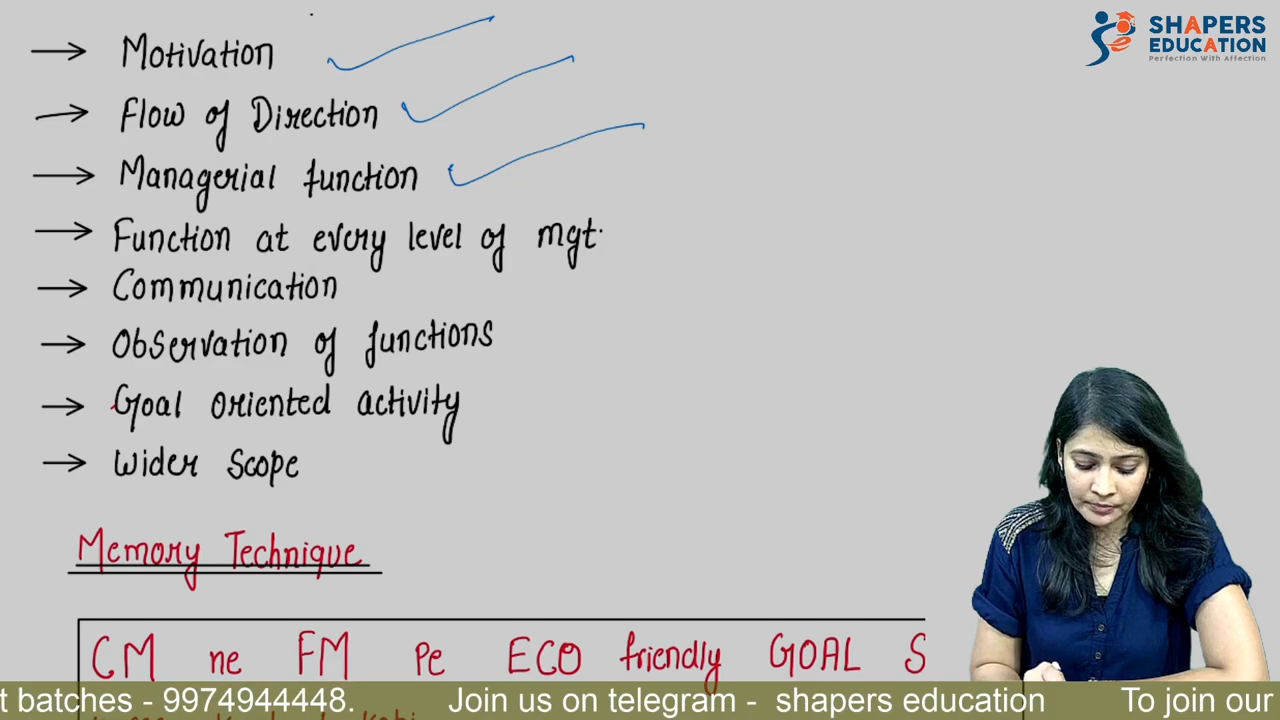 SHAPERS
EDUCATION
Perfection With Affection
→ Motivation
→ Flow of Direction
→ Managerial function
→ Function at every level of mgt.
→ Communication
→ Observation of functions
→ Goal oriented activity
→ Wider Scope
Memory Technique
CM ne FM Pe ECO friendly GOAL S
t batches - 9974944448. Join us on telegram - shapers education To join our